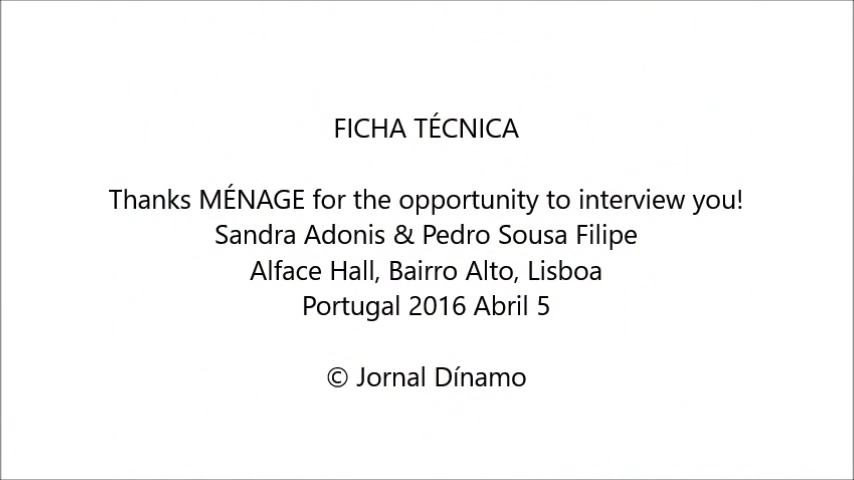 FICHA TÉCNICA
Thanks MÉNAGE for the opportunity to interview you!
Sandra Adonis & Pedro Sousa Filipe
Alface Hall, Bairro Alto, Lisboa
Portugal 2016 Abril 5
© Jornal Dínamo